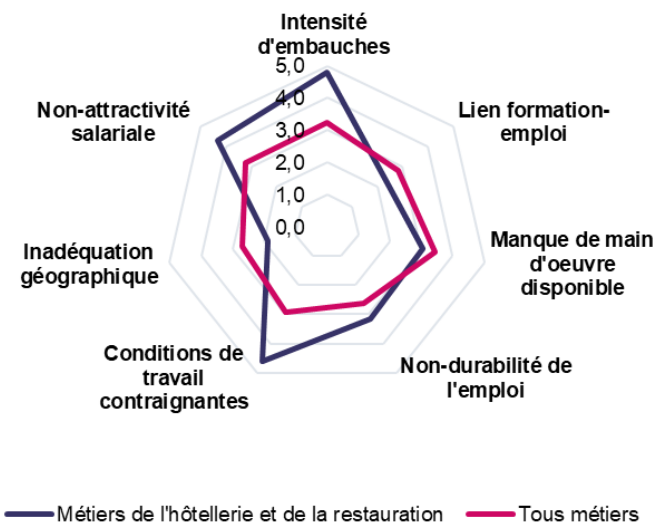 Intensité
d'embauches
5,0
4,0
3,0
2,0
1,0
0,0
Lien formation-
emploi
Manque de main
d'oeuvre
disponible
Non-durabilité de
l'emploi
Conditions de
travail
contraignantes
Inadéquation
géographique
Non-attractivité
salariale
Métiers de l'hôtellerie et de la restauration
Tous métiers